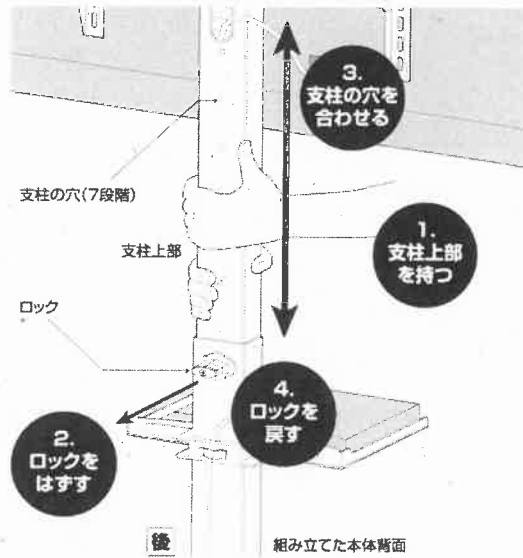 3.
支柱の穴を
合わせる
支柱の穴(7段階)
支柱上部
1.
支柱上部
を持つ
ロック
4.
ロックを
戻す
2.
ロックを
はずす
後
組み立てた本体背面